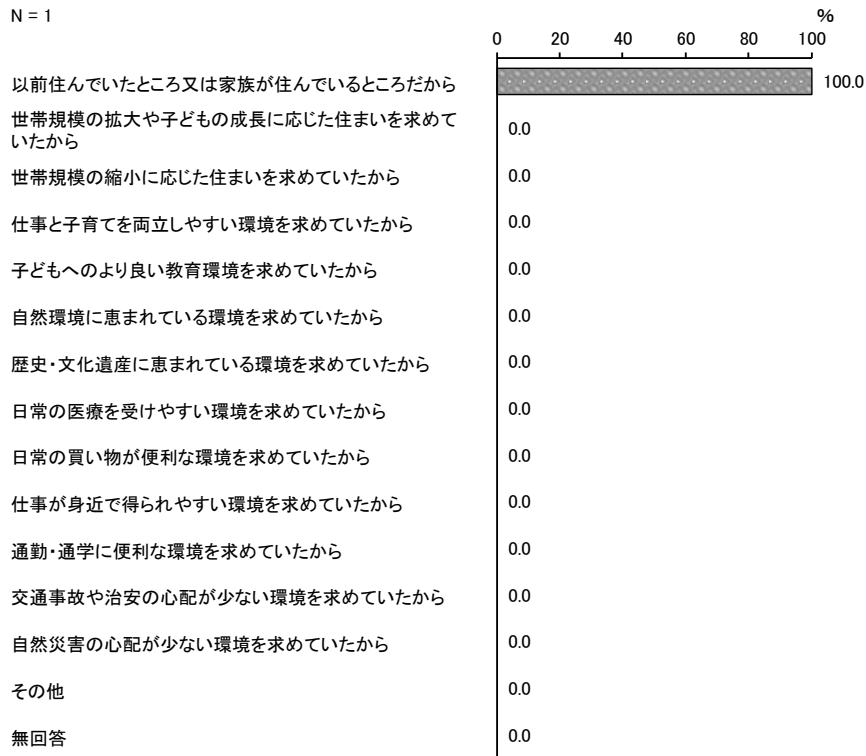 N = 1
%
0 20 40 60 80 100
以前住んでいたところ又は家族が住んでいるところだから 100.0
世帯規模の拡大や子どもの成長に応じた住まいを求めて
いたから 0.0
世帯規模の縮小に応じた住まいを求めていたから 0.0
仕事と子育てを両立しやすい環境を求めていたから 0.0
子どもへのより良い教育環境を求めていたから 0.0
自然環境に恵まれている環境を求めていたから 0.0
歴史・文化遺産に恵まれている環境を求めていたから 0.0
日常の医療を受けやすい環境を求めていたから 0.0
日常の買い物が便利な環境を求めていたから 0.0
仕事が身近で得られやすい環境を求めていたから 0.0
通勤・通学に便利な環境を求めていたから 0.0
交通事故や治安の心配が少ない環境を求めていたから 0.0
自然災害の心配が少ない環境を求めていたから 0.0
その他 0.0
無回答 0.0